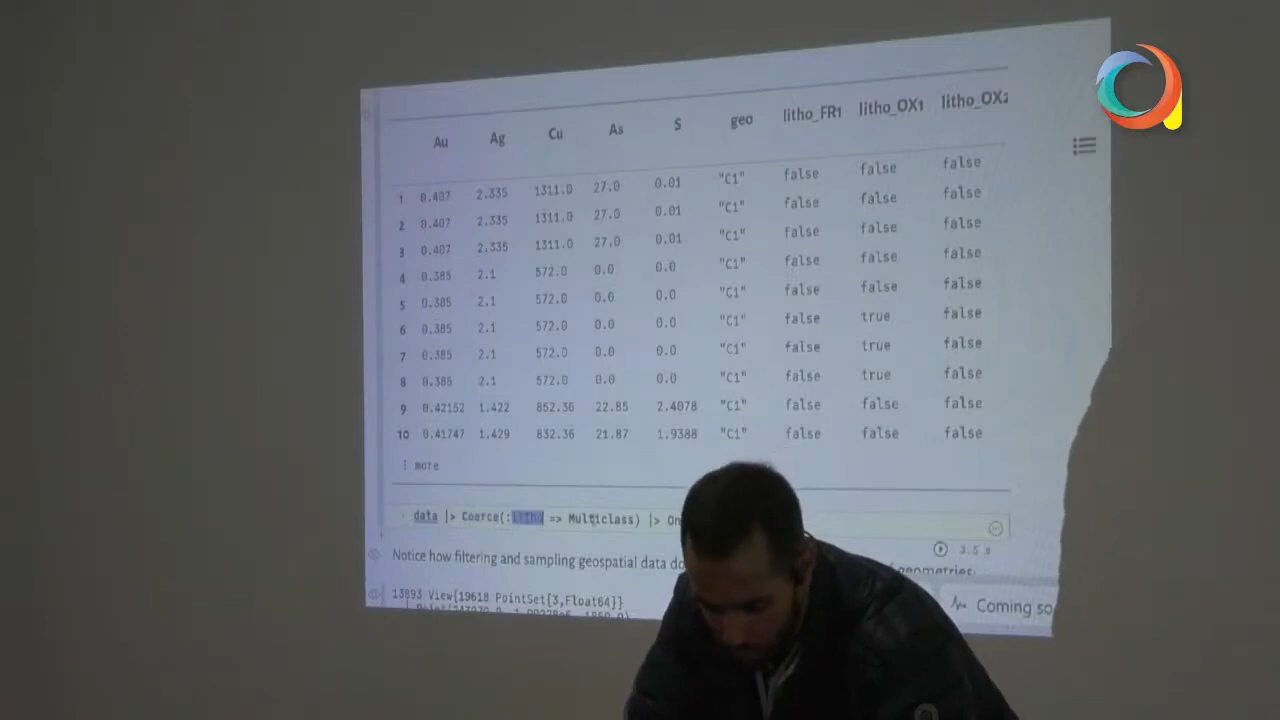 Au Ag Cu As S geo litho_FR1 litho_OX1 litho_OX2
1 0.407 2.335 1311.0 27.0 0.01 "C1" false false false
2 0.407 2.335 1311.0 27.0 0.01 "C1" false false false
3 0.407 2.335 1311.0 27.0 0.01 "C1" false false false
4 0.385 2.1 572.0 0.0 0.0 "C1" false false false
5 0.385 2.1 572.0 0.0 0.0 "C1" false false false
6 0.385 2.1 572.0 0.0 0.0 "C1" false true false
7 0.385 2.1 572.0 0.0 0.0 "C1" false true false
8 0.385 2.1 572.0 0.0 0.0 "C1" false true false
9 0.42152 1.422 852.36 22.85 2.4078 "C1" false false false
10 0.41747 1.429 832.36 21.87 1.9388 "C1" false false false
⋮ more
data |> Coerce(:litho => Multiclass) |> On
3.5 s
Notice how filtering and sampling geospatial data do of geometries:
13893 View{19618 PointSet{3,Float64}}
Coming so